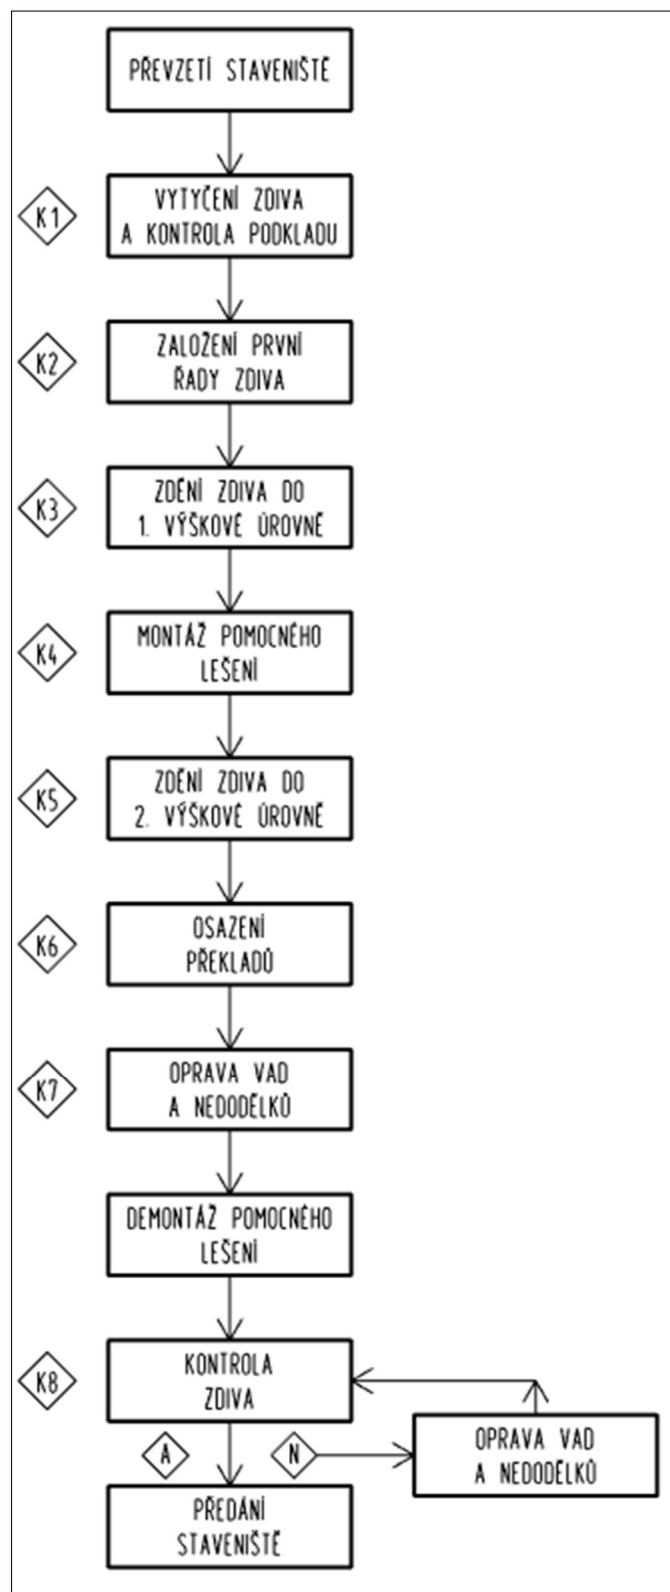 PŘEVZETÍ STAVENIŠTĚ
K1
VYTYČENÍ ZDIVA
A KONTROLA PODKLADU
K2
ZALOŽENÍ PRVNÍ
ŘADY ZDIVA
K3
ZDĚNÍ ZDIVA DO
1. VÝŠKOVÉ ÚROVNĚ
K4
MONTÁŽ POMOCNÉHO
LEŠENÍ
K5
ZDĚNÍ ZDIVA DO
2. VÝŠKOVÉ ÚROVNĚ
K6
OSAZENÍ
PŘEKLADŮ
K7
OPRAVA VAD
A NEDODĚLKŮ
DEMONTÁŽ POMOCNÉHO
LEŠENÍ
K8
KONTROLA
ZDIVA
A
N
OPRAVA VAD
A NEDODĚLKŮ
PŘEDÁNÍ
STAVENIŠTĚ